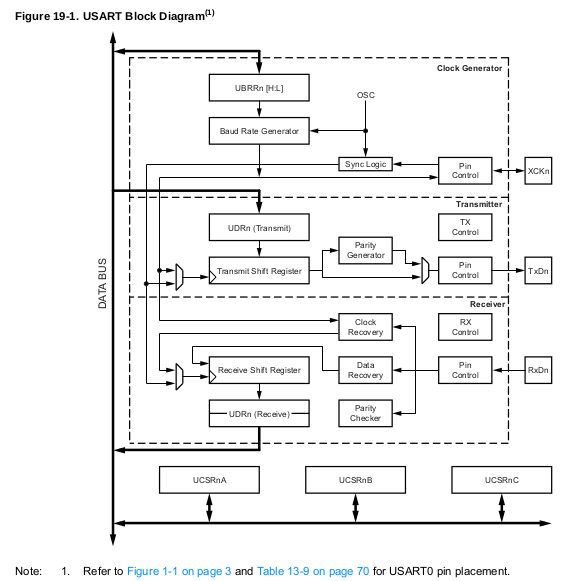 Figure 19-1. USART Block Diagram(1)
Clock Generator
UBRRn [H:L]
OSC
Baud Rate Generator
Sync Logic
Pin
Control
XCKn
Transmitter
UDRn (Transmit)
TX
Control
Parity
Generator
Transmit Shift Register
Pin
Control
TxDn
DATA BUS
Receiver
Clock
Recovery
RX
Control
Receive Shift Register
Data
Recovery
Pin
Control
RxDn
UDRn (Receive)
Parity
Checker
UCSRnA
UCSRnB
UCSRnC
Note: 1. Refer to Figure 1-1 on page 3 and Table 13-9 on page 70 for USART0 pin placement.